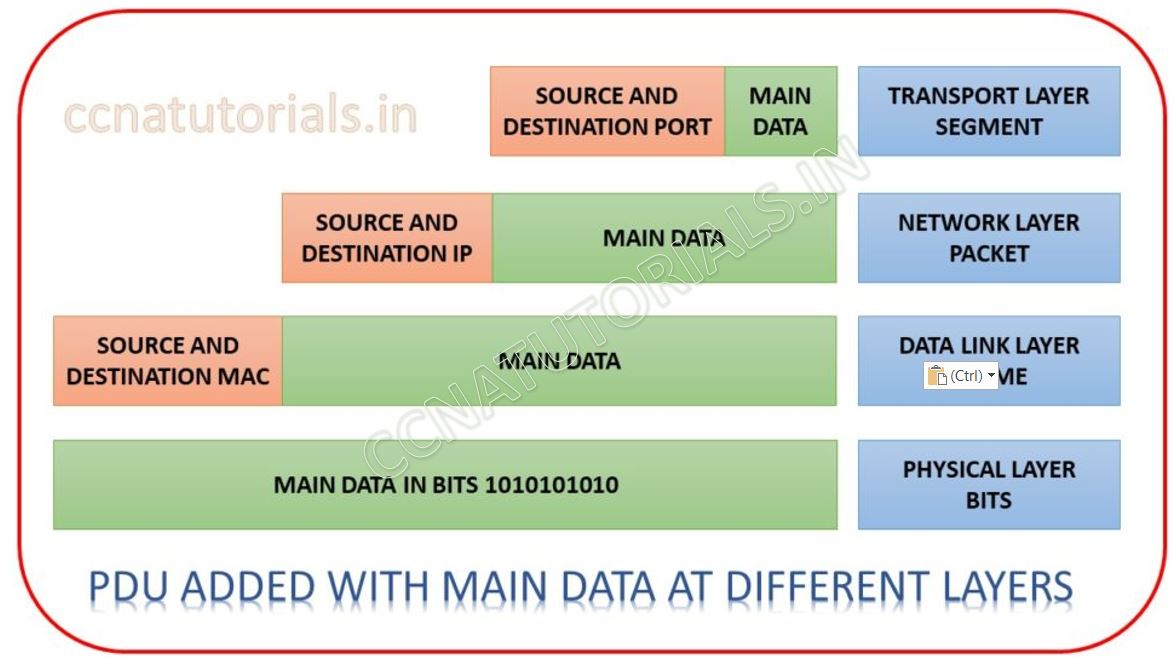 ccnatutorials.in
SOURCE AND
DESTINATION PORT
MAIN
DATA
TRANSPORT LAYER
SEGMENT
SOURCE AND
DESTINATION IP
MAIN DATA
NETWORK LAYER
PACKET
SOURCE AND
DESTINATION MAC
MAIN DATA
DATA LINK LAYER
(Ctrl)
MAIN DATA IN BITS 1010101010
PHYSICAL LAYER
BITS
CCNATUTORIALS.IN
PDU ADDED WITH MAIN DATA AT DIFFERENT LAYERS